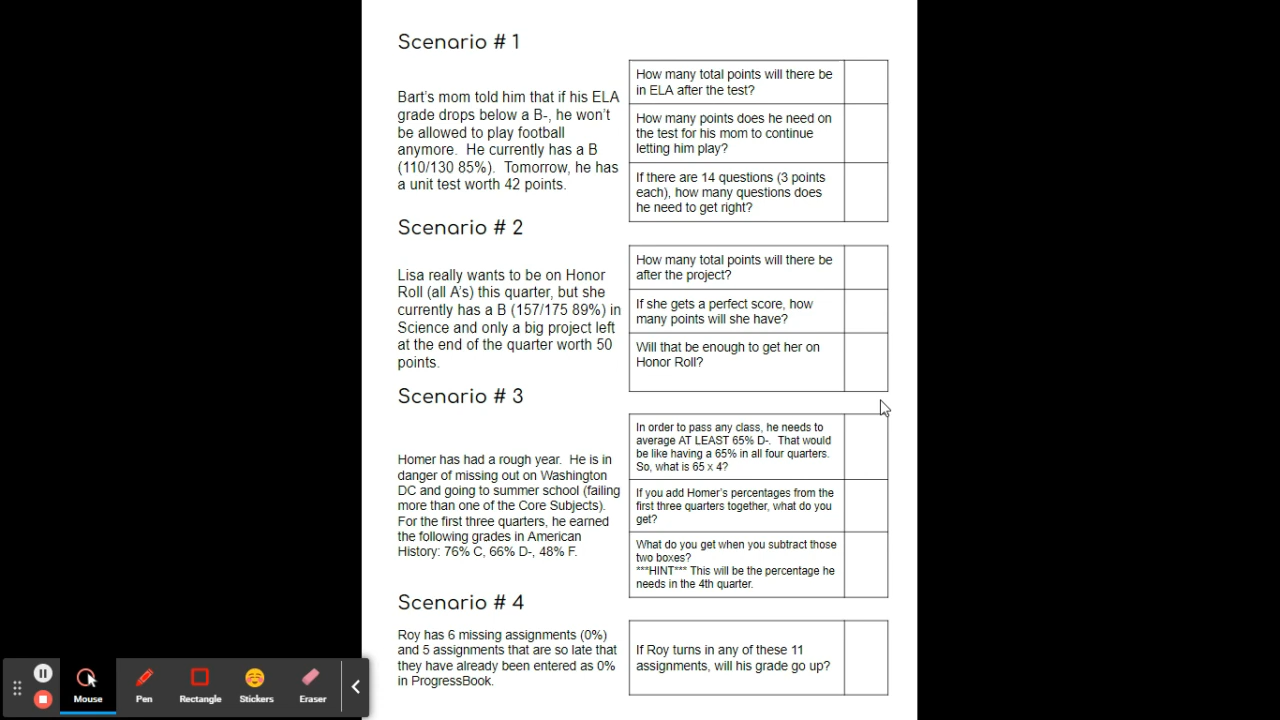 Scenario # 1
Bart's mom told him that if his ELA
grade drops below a B-, he won't
be allowed to play football
anymore.  He currently has a B
(110/130 85%).  Tomorrow, he has
a unit test worth 42 points.
How many total points will there be
in ELA after the test?
How many points does he need on
the test for his mom to continue
letting him play?
If there are 14 questions (3 points
each), how many questions does
he need to get right?
Scenario # 2
Lisa really wants to be on Honor
Roll (all A's) this quarter, but she
currently has a B (157/175 89%) in
Science and only a big project left
at the end of the quarter worth 50
points.
How many total points will there be
after the project?
If she gets a perfect score, how
many points will she have?
Will that be enough to get her on
Honor Roll?
Scenario # 3
Homer has had a rough year.  He is in
danger of missing out on Washington
DC and going to summer school (failing
more than one of the Core Subjects).
For the first three quarters, he earned
the following grades in American
History: 76% C, 66% D-, 48% F.
In order to pass any class, he needs to
average AT LEAST 65% D-.  That would
be like having a 65% in all four quarters.
So, what is 65 x 4?
If you add Homer's percentages from the
first three quarters together, what do you
get?
What do you get when you subtract those
two boxes?
***HINT*** This will be the percentage he
needs in the 4th quarter.
Scenario # 4
Roy has 6 missing assignments (0%)
and 5 assignments that are so late that
they have already been entered as 0%
in ProgressBook.
If Roy turns in any of these 11
assignments, will his grade go up?
Mouse
Pen
Rectangle
Stickers
Eraser